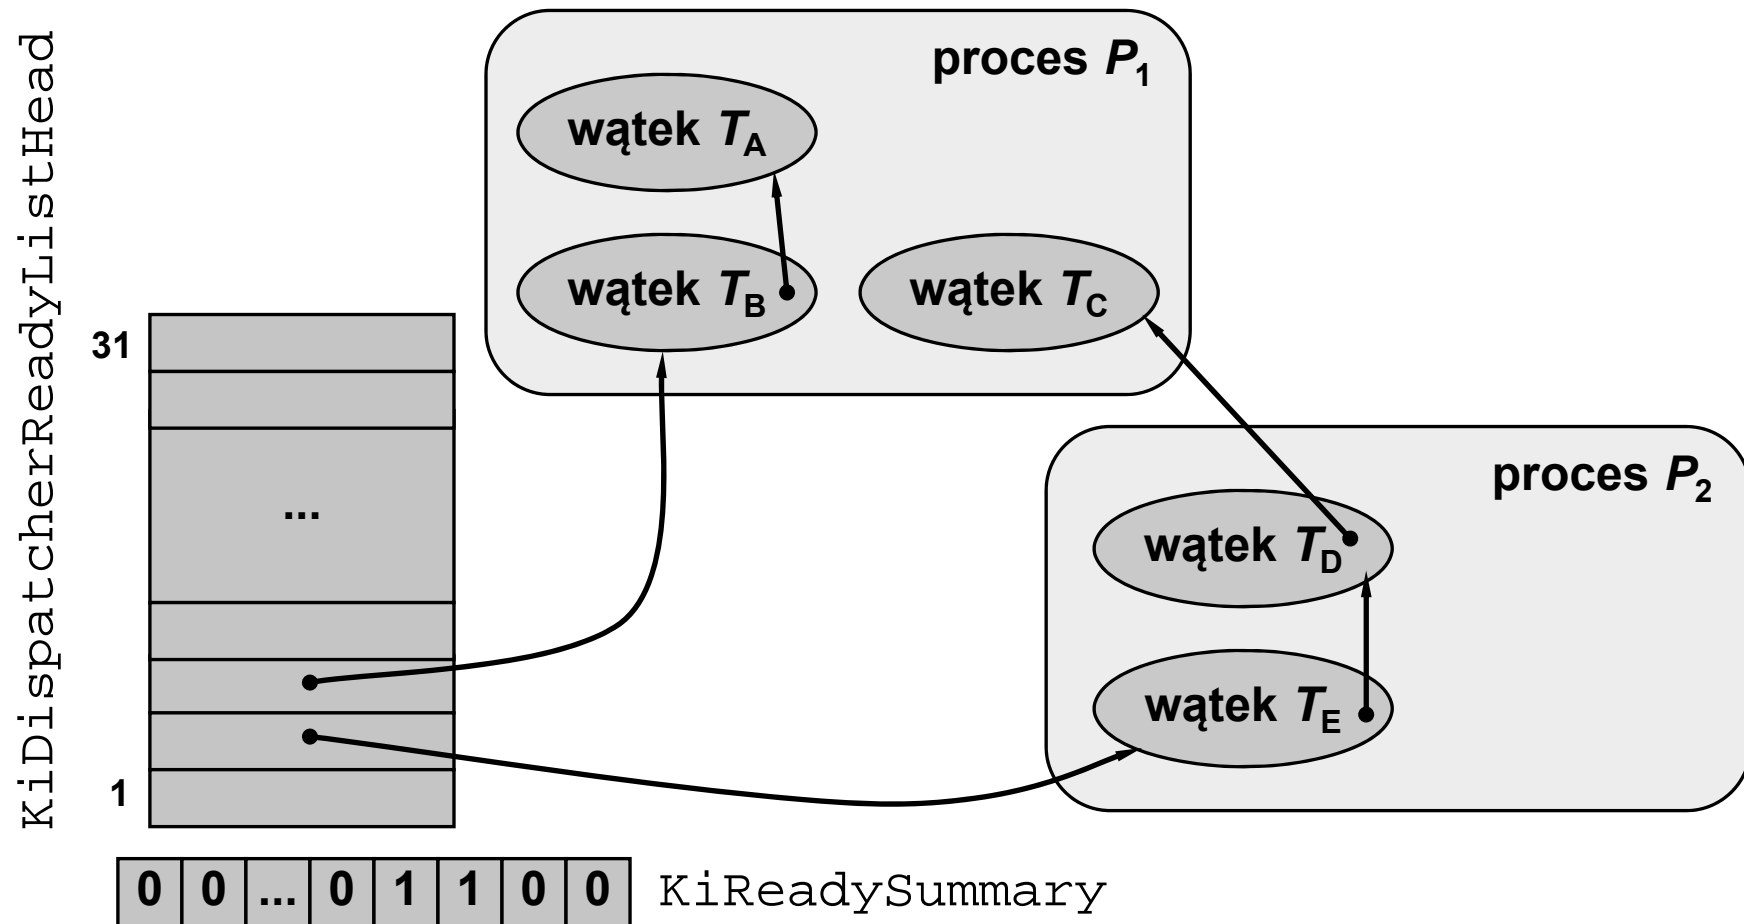 KiDispatcherReadyListHead
proces P1
wątek TA
wątek TB
wątek TC
31
...
1
proces P2
wątek TD
wątek TE
0 0 ... 0 1 1 0 0
KiReadySummary